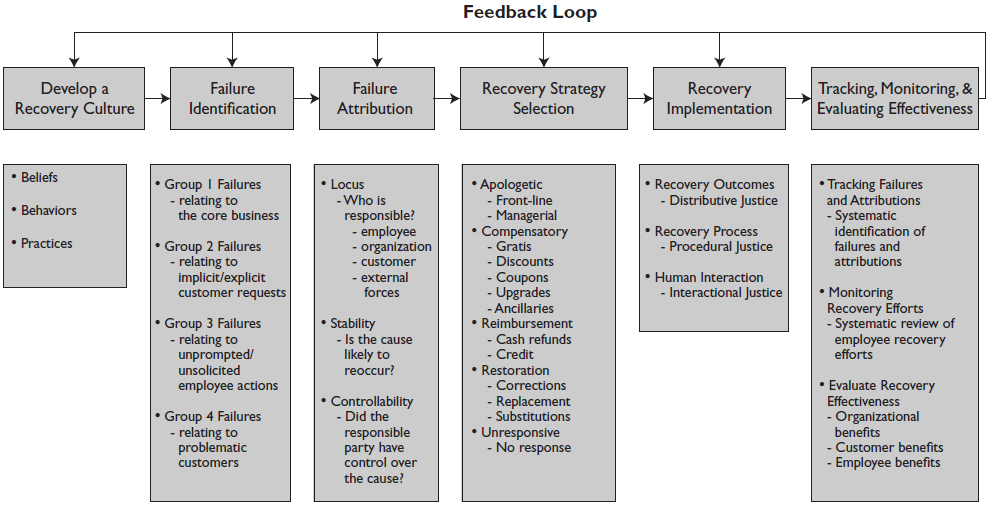 Feedback Loop
Develop a
Recovery Culture
Failure
Identification
Failure
Attribution
Recovery Strategy
Selection
Recovery
Implementation
Tracking, Monitoring, &
Evaluating Effectiveness
• Beliefs
• Behaviors
• Practices
• Group 1 Failures
- relating to
the core business
• Group 2 Failures
- relating to
implicit/explicit
customer requests
• Group 3 Failures
- relating to
unprompted/
unsolicited
employee actions
• Group 4 Failures
- relating to
problematic
customers
• Locus
- Who is
responsible?
- employee
- organization
- customer
- external
forces
• Stability
- Is the cause
likely to
reoccur?
• Controllability
- Did the
responsible
party have
control over
the cause?
• Apologetic
- Front-line
- Managerial
• Compensatory
- Gratis
- Discounts
- Coupons
- Upgrades
- Ancillaries
• Reimbursement
- Cash refunds
- Credit
• Restoration
- Corrections
- Replacement
- Substitutions
• Unresponsive
- No response
• Recovery Outcomes
- Distributive Justice
• Recovery Process
- Procedural Justice
• Human Interaction
- Interactional Justice
• Tracking Failures
and Attributions
- Systematic
identification of
failures and
attributions
• Monitoring
Recovery Efforts
- Systematic review of
employee recovery
efforts
• Evaluate Recovery
Effectiveness
- Organizational
benefits
- Customer benefits
- Employee benefits